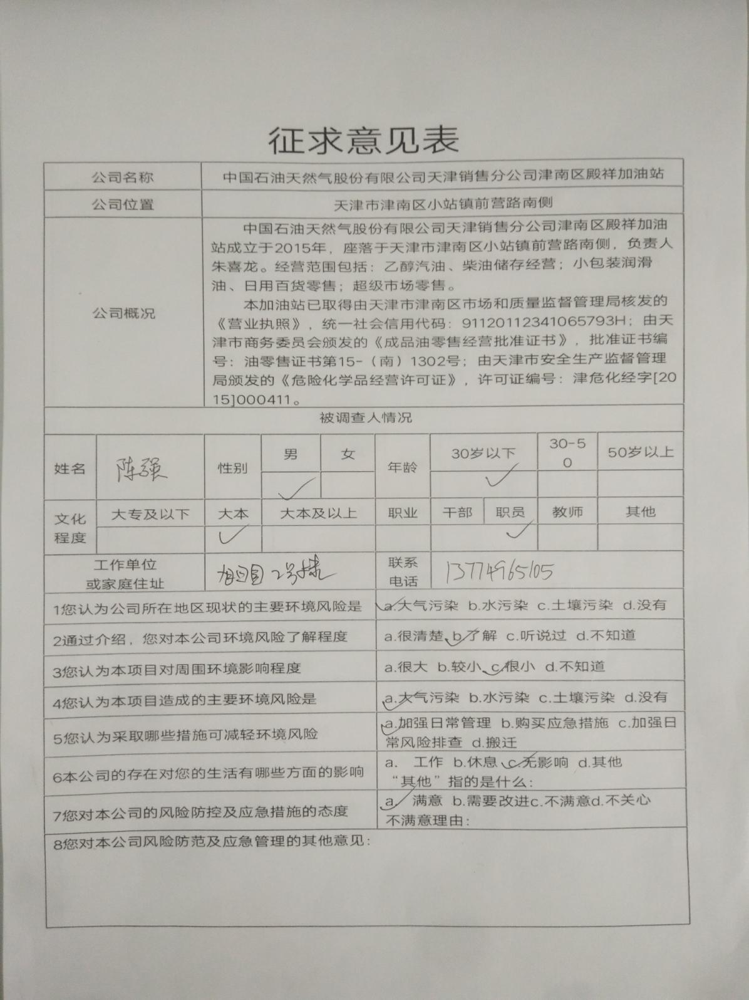 征求意见表
公司名称 中国石油天然气股份有限公司天津销售分公司津南区殿祥加油站
公司位置 天津市津南区小站镇前营路南侧
公司概况
中国石油天然气股份有限公司天津销售分公司津南区殿祥加油
站成立于2015年，座落于天津市津南区小站镇前营路南侧，负责人
朱喜龙。经营范围包括：乙醇汽油、柴油储存经营；小包装润滑
油、日用百货零售；超级市场零售。
本加油站已取得由天津市津南区市场和质量监督管理局核发的
《营业执照》，统一社会信用代码：91120112341065793H；由天
津市商务委员会颁发的《成品油零售经营批准证书》，批准证书编
号：油零售证书第15-（南）1302号；由天津市安全生产监督管理
局颁发的《危险化学品经营许可证》，许可证编号：津危化经字[20
15]000411。
被调查人情况
姓名 陈强 性别 男 女 年龄 30岁以下 30-5
0 50岁以上
✓ ✓
文化
程度 大专及以下 大本 大本及以上 职业 干部 职员 教师 其他
✓ ✓
工作单位
或家庭住址 2号楼 联系
电话 13774965105
1您认为公司所在地区现状的主要环境风险是 a.大气污染 b.水污染 c.土壤污染 d.没有
2通过介绍，您对本公司环境风险了解程度 a.很清楚 b.了解 c.听说过 d.不知道
3您认为本项目对周围环境影响程度 a.很大 b.较小 c.很小 d.不知道
4您认为本项目造成的主要环境风险是 a.大气污染 b.水污染 c.土壤污染 d.没有
5您认为采取哪些措施可减轻环境风险 a.加强日常管理 b.购买应急措施 c.加强日
常风险排查 d.搬迁
6本公司的存在对您的生活有哪些方面的影响 a. 工作 b.休息 c.无影响 d.其他
“其他”指的是什么：
7您对本公司的风险防控及应急措施的态度 a. 满意 b.需要改进c.不满意d.不关心
不满意理由：
8您对本公司风险防范及应急管理的其他意见：